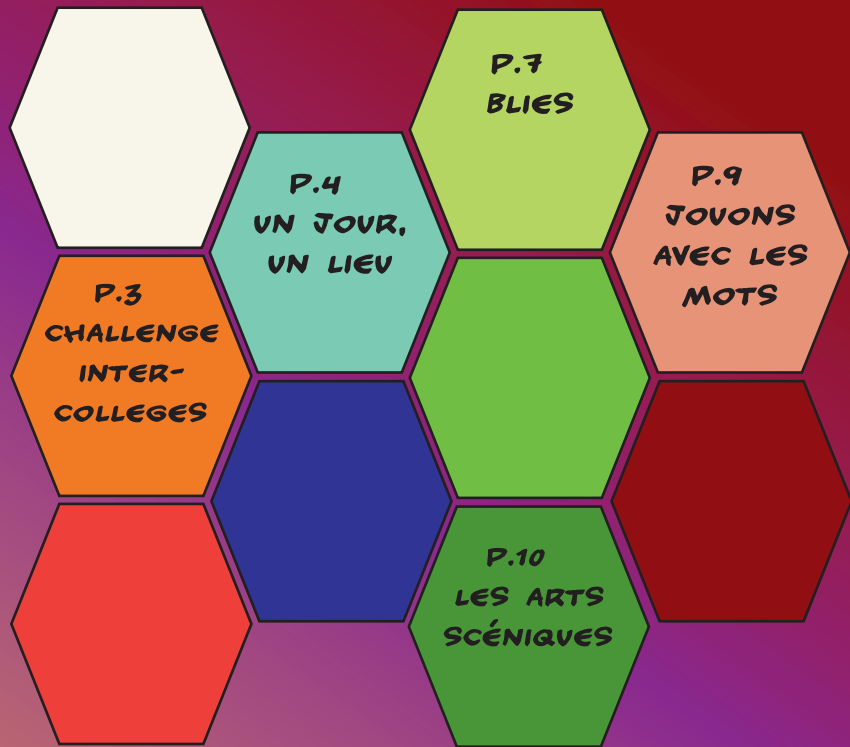 P.3
CHALLENGE
INTER-
COLLEGES
P.4
UN JOUR,
UN LIEU
P.7
BLIES
P.9
JOUONS
AVEC LES
MOTS
P.10
LES ARTS
SCÉNIQUES